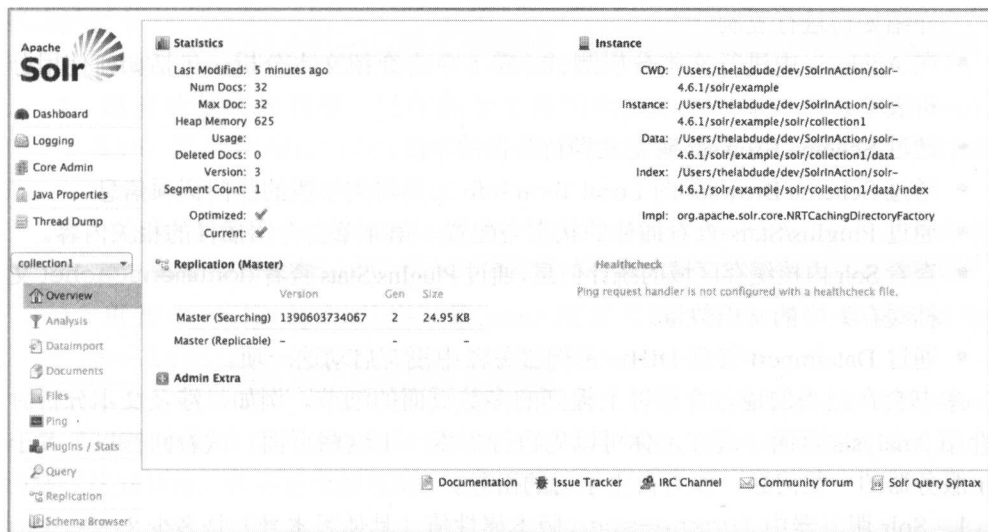 Apache
Solr
Dashboard
Logging
Core Admin
Java Properties
Thread Dump
collection1
Overview
Analysis
Dataimport
Documents
Files
Ping
Plugins / Stats
Query
Replication
Schema Browser
Statistics
Last Modified: 5 minutes ago
Num Docs: 32
Max Doc: 32
Heap Memory 625
Usage:
Deleted Docs: 0
Version: 3
Segment Count: 1
Optimized: ✔
Current: ✔
Instance
CWD: /Users/thelabdude/dev/SolrInAction/solr-
4.6.1/solr/example
Instance: /Users/thelabdude/dev/SolrInAction/solr-
4.6.1/solr/example/solr/collection1
Data: /Users/thelabdude/dev/SolrInAction/solr-
4.6.1/solr/example/solr/collection1/data
Index: /Users/thelabdude/dev/SolrInAction/solr-
4.6.1/solr/example/solr/collection1/data/index
Impl: org.apache.solr.core.NRTCachingDirectoryFactory
Replication (Master)
Version Gen Size
Master (Searching) 1390603734067 2 24.95 KB
Master (Replicable) – – –
Healthcheck
Ping request handler is not configured with a healthcheck file.
Admin Extra
Documentation Issue Tracker IRC Channel Community forum Solr Query Syntax